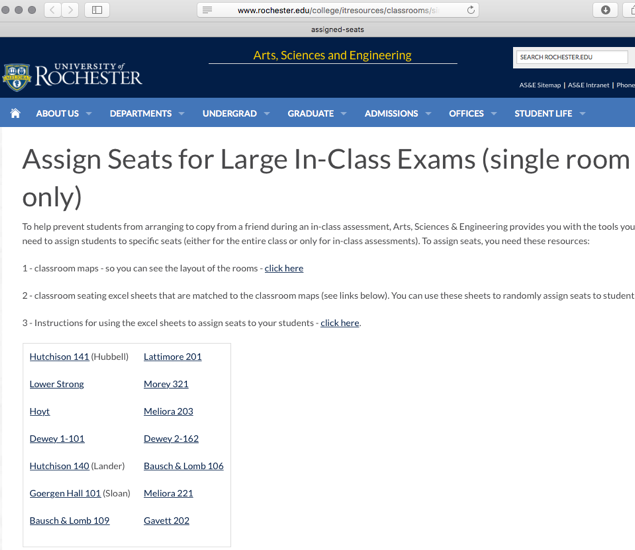 www.rochester.edu/college/itresources/classrooms/
assigned-seats
UNIVERSITY of
ROCHESTER
Arts, Sciences and Engineering
SEARCH ROCHESTER.EDU
AS&E Sitemap | AS&E Intranet | Phone
ABOUT US DEPARTMENTS UNDERGRAD GRADUATE ADMISSIONS OFFICES STUDENT LIFE
Assign Seats for Large In-Class Exams (single room
only)
To help prevent students from arranging to copy from a friend during an in-class assessment, Arts, Sciences & Engineering provides you with the tools you
need to assign students to specific seats (either for the entire class or only for in-class assessments). To assign seats, you need these resources:
1 - classroom maps - so you can see the layout of the rooms - click here
2 - classroom seating excel sheets that are matched to the classroom maps (see links below). You can use these sheets to randomly assign seats to student
3 - Instructions for using the excel sheets to assign seats to your students - click here.
Hutchison 141 (Hubbell) Lattimore 201
Lower Strong Morey 321
Hoyt Meliora 203
Dewey 1-101 Dewey 2-162
Hutchison 140 (Lander) Bausch & Lomb 106
Goergen Hall 101 (Sloan) Meliora 221
Bausch & Lomb 109 Gavett 202